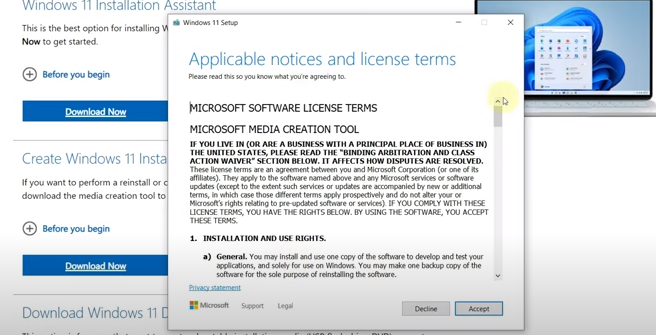 Windows 11 Installation Assistant
This is the best option for installing W
Now to get started.
Before you begin
Download Now
Create Windows 11 Insta
If you want to perform a reinstall or c
download the media creation tool to
Before you begin
Download Now
Download Windows 11 D
Windows 11 Setup
Applicable notices and license terms
Please read this so you know what you're agreeing to.
MICROSOFT SOFTWARE LICENSE TERMS
MICROSOFT MEDIA CREATION TOOL
IF YOU LIVE IN (OR ARE A BUSINESS WITH A PRINCIPAL PLACE OF BUSINESS IN)
THE UNITED STATES, PLEASE READ THE "BINDING ARBITRATION AND CLASS
ACTION WAIVER" SECTION BELOW. IT AFFECTS HOW DISPUTES ARE RESOLVED.
These license terms are an agreement between you and Microsoft Corporation (or one of its
affiliates). They apply to the software named above and any Microsoft services or software
updates (except to the extent such services or updates are accompanied by new or additional
terms, in which case those different terms apply prospectively and do not alter your or
Microsoft's rights relating to pre-updated software or services). IF YOU COMPLY WITH THESE
LICENSE TERMS, YOU HAVE THE RIGHTS BELOW. BY USING THE SOFTWARE, YOU ACCEPT
THESE TERMS.
1. INSTALLATION AND USE RIGHTS.
a) General. You may install and use one copy of the software to develop and test your
applications, and solely for use on Windows. You may make one backup copy of the
software for the sole purpose of reinstalling the software.
Privacy statement
Microsoft Support Legal Decline Accept